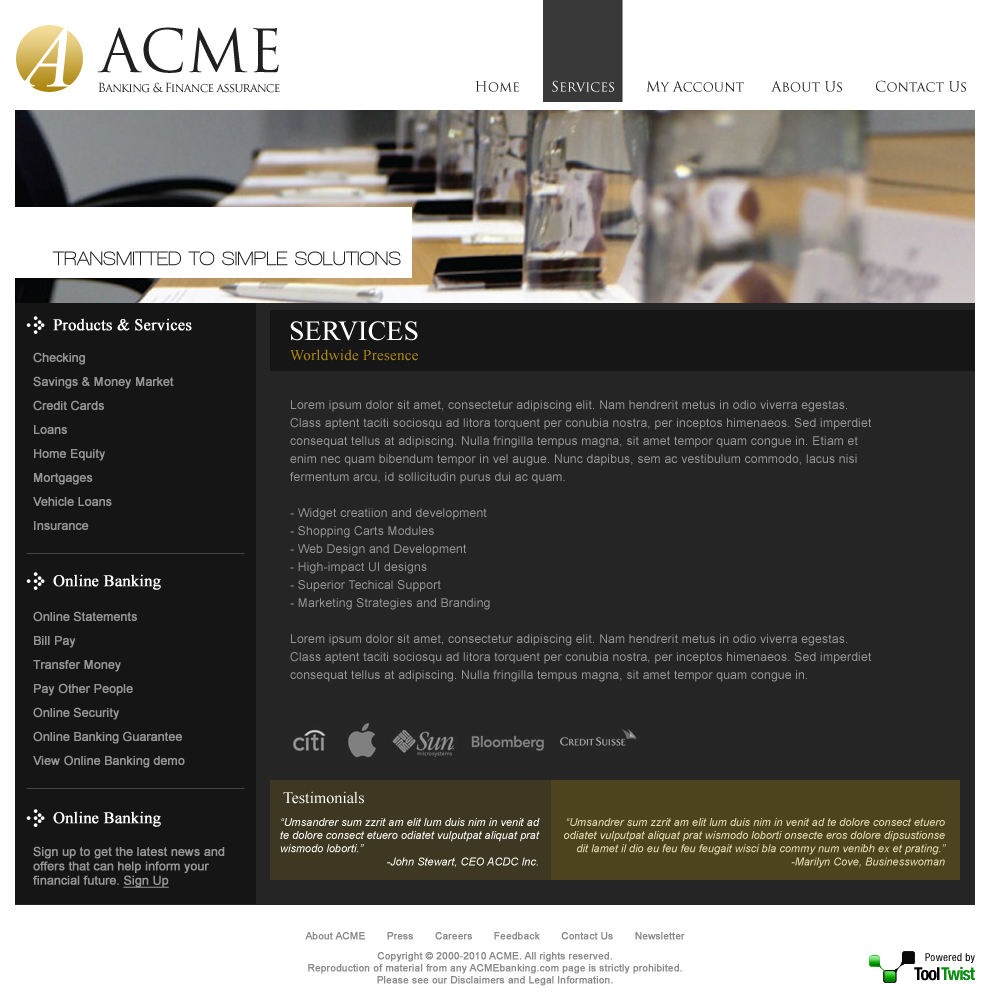 A ACME
BANKING & FINANCE ASSURANCE
HOME SERVICES MY ACCOUNT ABOUT US CONTACT US
TRANSMITTED TO SIMPLE SOLUTIONS
Products & Services
Checking
Savings & Money Market
Credit Cards
Loans
Home Equity
Mortgages
Vehicle Loans
Insurance
Online Banking
Online Statements
Bill Pay
Transfer Money
Pay Other People
Online Security
Online Banking Guarantee
View Online Banking demo
Online Banking
Sign up to get the latest news and
offers that can help inform your
financial future. Sign Up
SERVICES
Worldwide Presence
Lorem ipsum dolor sit amet, consectetur adipiscing elit. Nam hendrerit metus in odio viverra egestas.
Class aptent taciti sociosqu ad litora torquent per conubia nostra, per inceptos himenaeos. Sed imperdiet
consequat tellus at adipiscing. Nulla fringilla tempus magna, sit amet tempor quam congue in. Etiam et
enim nec quam bibendum tempor in vel augue. Nunc dapibus, sem ac vestibulum commodo, lacus nisi
fermentum arcu, id sollicitudin purus dui ac quam.
- Widget creatiion and development
- Shopping Carts Modules
- Web Design and Development
- High-impact UI designs
- Superior Techical Support
- Marketing Strategies and Branding
Lorem ipsum dolor sit amet, consectetur adipiscing elit. Nam hendrerit metus in odio viverra egestas.
Class aptent taciti sociosqu ad litora torquent per conubia nostra, per inceptos himenaeos. Sed imperdiet
consequat tellus at adipiscing. Nulla fringilla tempus magna, sit amet tempor quam congue in.
citi Sun microsystems Bloomberg CREDIT SUISSE
Testimonials
“Umsandrer sum zzrit am elit lum duis nim in venit ad
te dolore consect etuero odiatet vulputpat aliquat prat
wismodo loborti.”
-John Stewart, CEO ACDC Inc.
“Umsandrer sum zzrit am elit lum duis nim in venit ad te dolore consect etuero
odiatet vulputpat aliquat prat wismodo loborti onsecte eros dolore dipsustionse
dit lamet il dio eu feu feu feugait wisci bla commy num venibh ex et prating.”
-Marilyn Cove, Businesswoman
About ACME Press Careers Feedback Contact Us Newsletter
Copyright © 2000-2010 ACME. All rights reserved.
Reproduction of material from any ACMEbanking.com page is strictly prohibited.
Please see our Disclaimers and Legal Information.
Powered by
ToolTwist